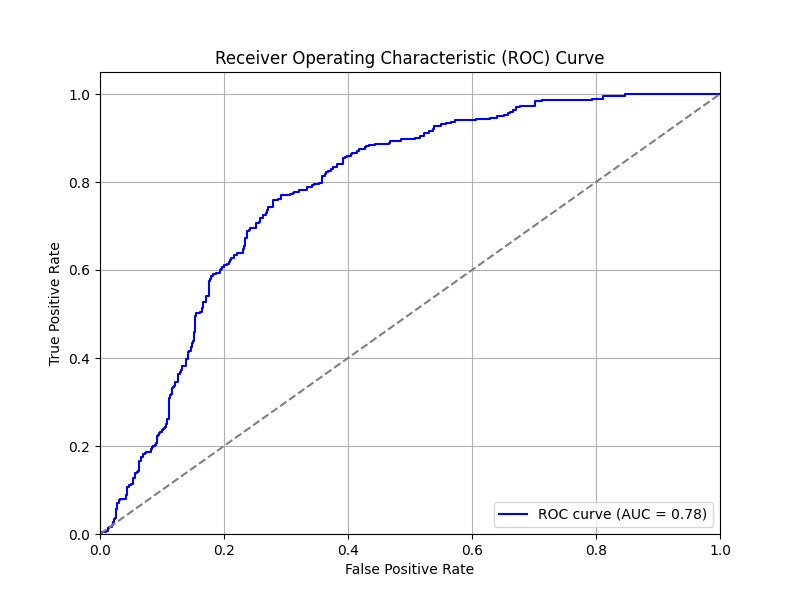 Receiver Operating Characteristic (ROC) Curve
1.0
0.8
0.6
0.4
0.2
0.0
True Positive Rate
0.0 0.2 0.4 0.6 0.8 1.0
False Positive Rate
ROC curve (AUC = 0.78)